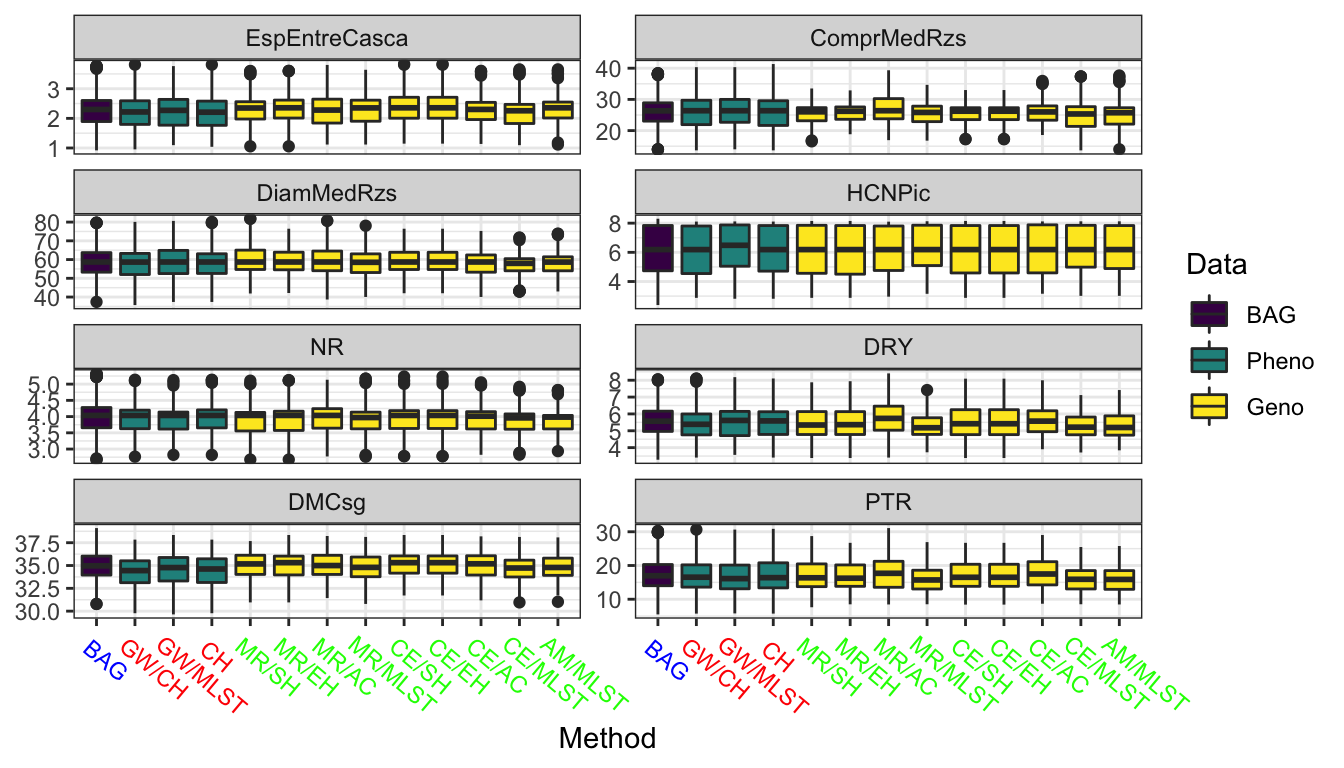 EspEntreCasca
ComprMedRzs
3
2
1
40
30
20
DiamMedRzs
HCNPic
80
70
60
50
40
8
6
4
NR
DRY
5.0
4.5
4.0
3.5
3.0
8
7
6
5
4
DMCsg
PTR
37.5
35.0
32.5
30.0
30
20
10
BAG
GW/CH
GW/MLST
CH
MR/SH
MR/EH
MR/AC
MR/MLST
CE/SH
CE/EH
CE/AC
CE/MLST
AM/MLST
BAG
GW/CH
GW/MLST
CH
MR/SH
MR/EH
MR/AC
MR/MLST
CE/SH
CE/EH
CE/AC
CE/MLST
AM/MLST
Method
Data
BAG
Pheno
Geno